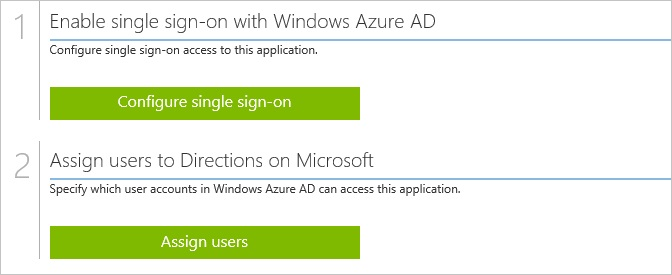 1
Enable single sign-on with Windows Azure AD
Configure single sign-on access to this application.
Configure single sign-on
2
Assign users to Directions on Microsoft
Specify which user accounts in Windows Azure AD can access this application.
Assign users